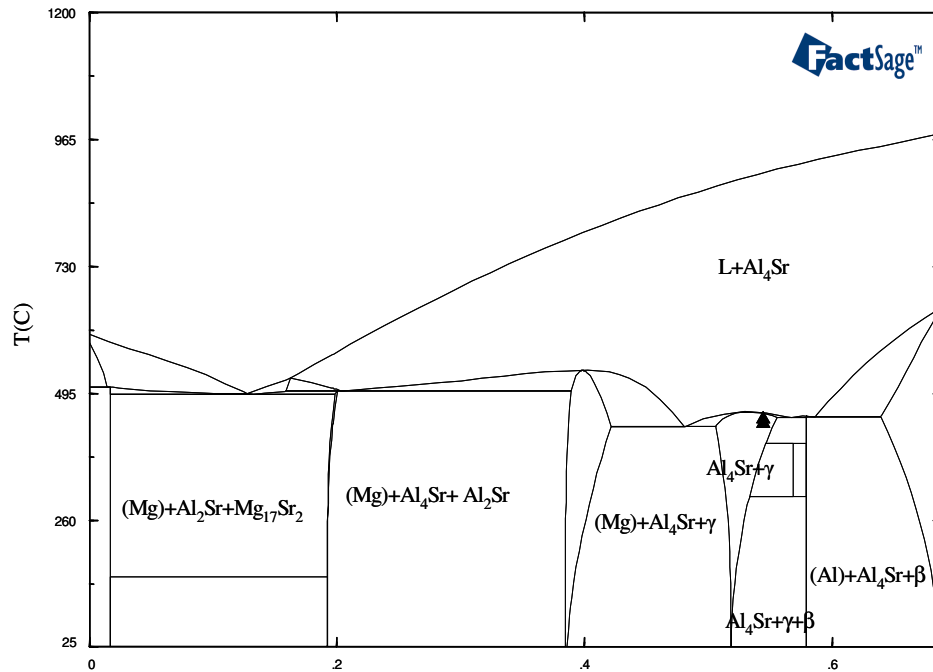 1200
FactSage™
965
730
L+Al₄Sr
T(C)
495
Al₄Sr+γ
(Mg)+Al₂Sr+Mg₁₇Sr₂
(Mg)+Al₄Sr+ Al₂Sr
260
(Mg)+Al₄Sr+γ
(Al)+Al₄Sr+β
Al₄Sr+γ+β
25
0 .2 .4 .6